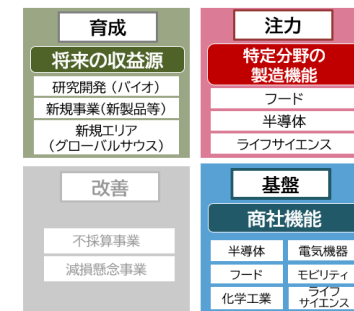 育成
将来の収益源
研究開発（バイオ）
新規事業（新製品等）
新規エリア
（グローバルサウス）
注力
特定分野の
製造機能
フード
半導体
ライフサイエンス
改善
不採算事業
減損懸念事業
基盤
商社機能
半導体 電気機器
フード モビリティ
化学工業 ライフ
サイエンス